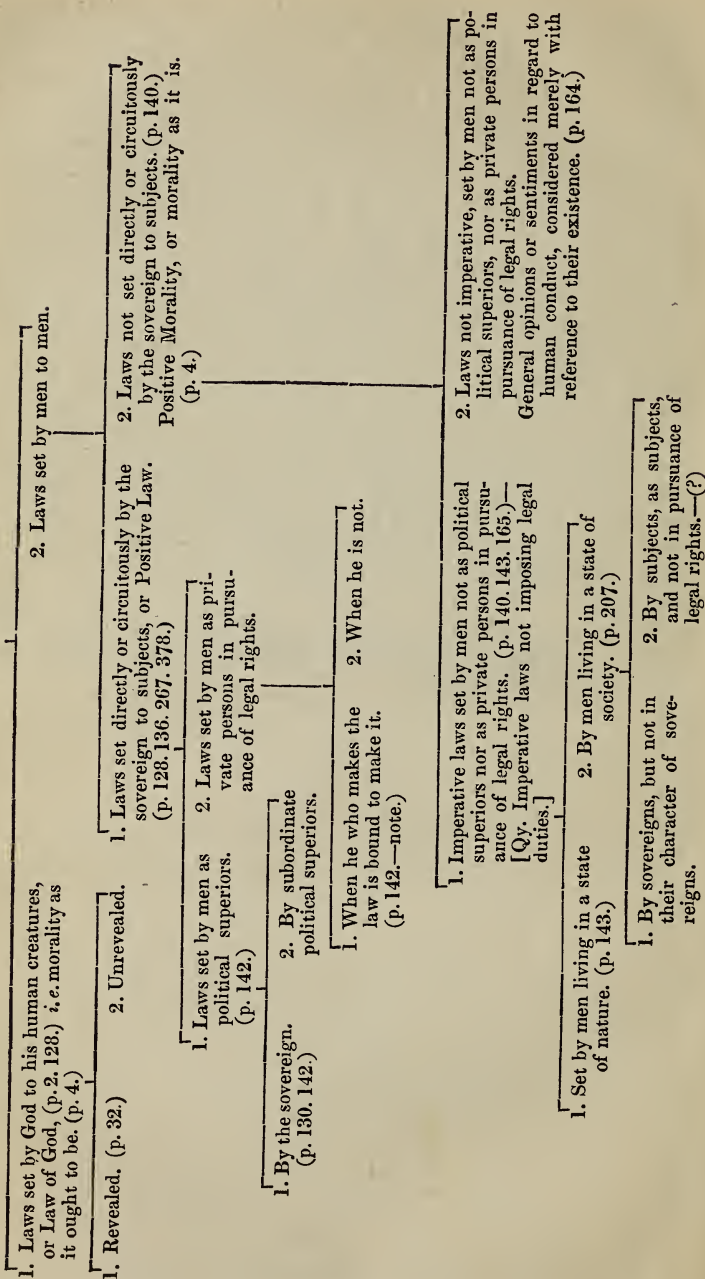 1. Laws set by God to his human creatures,
or Law of God, (p. 2. 128.) i. e. morality as
it ought to be. (p. 4.)
1. Revealed. (p. 32.)
2. Unrevealed.
2. Laws set by men to men.
1. Laws set directly or circuitously by the
sovereign to subjects, or Positive Law.
(p. 128. 136. 267. 378.)
2. Laws not set directly or circuitously
by the sovereign to subjects. (p. 140.)
Positive Morality, or morality as it is.
(p. 4.)
1. Laws set by men as
political superiors.
(p. 142.)
2. Laws set by men as pri-
vate persons in pursu-
ance of legal rights.
1. By the sovereign.
(p. 130. 142.)
2. By subordinate
political superiors.
1. When he who makes the
law is bound to make it.
(p. 142.—note.)
2. When he is not.
1. Imperative laws set by men not as political
superiors nor as private persons in pursu-
ance of legal rights. (p. 140. 143. 165.)—
[Qy. Imperative laws not imposing legal
duties.]
2. Laws not imperative, set by men not as po-
litical superiors, nor as private persons in
pursuance of legal rights.
General opinions or sentiments in regard to
human conduct, considered merely with
reference to their existence. (p. 164.)
1. Set by men living in a state
of nature. (p. 143.)
2. By men living in a state of
society. (p. 207.)
1. By sovereigns, but not in
their character of sove-
reigns.
2. By subjects, as subjects,
and not in pursuance of
legal rights.—(?)